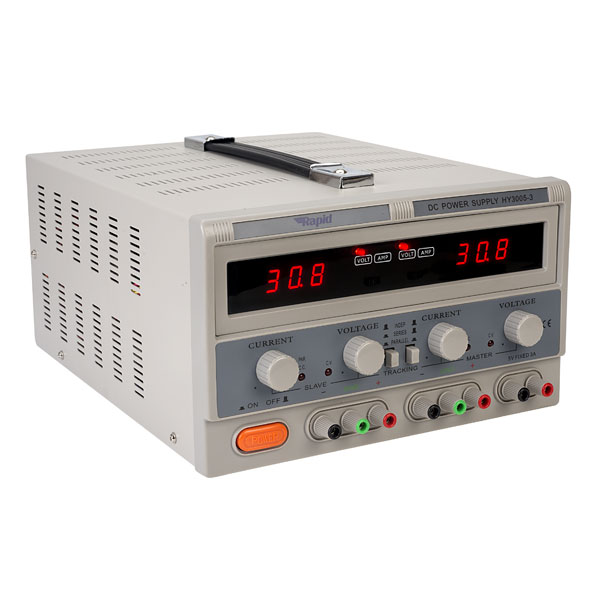 Rapid
DC POWER SUPPLY HY3005-3
30.8
VOLT AMP
VOLT AMP
30.8
CURRENT
VOLTAGE
INDEP
SERIES
PARALLEL
CURRENT
VOLTAGE
C.C
C.V
SLAVE
TRACKING
MASTER
C.V
CE
5V FIXED 3A
ON OFF